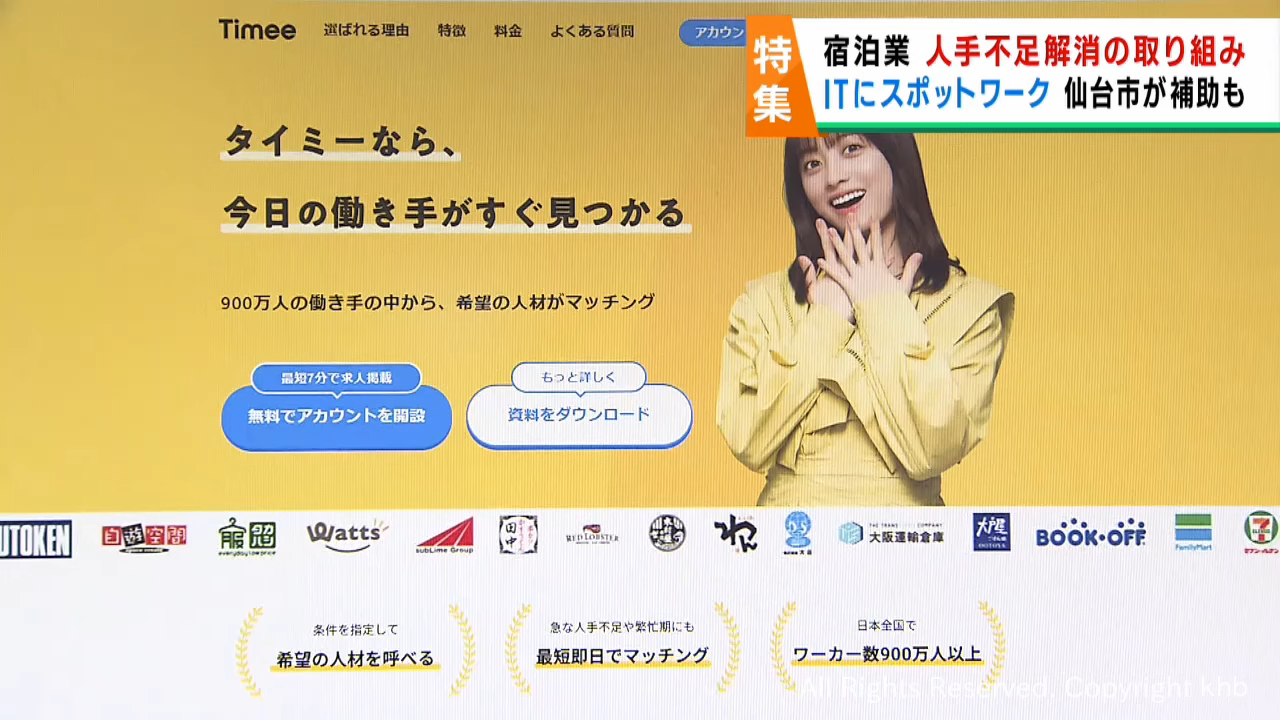 Timee 選ばれる理由 特徴 料金 よくある質問 アカウン
特集
宿泊業 人手不足解消の取り組み
ITにスポットワーク 仙台市が補助も
タイミーなら、
今日の働き手がすぐ見つかる
900万人の働き手の中から、希望の人材がマッチング
最短7分で求人掲載
無料でアカウントを開設
もっと詳しく
資料をダウンロード
UTOKEN
自遊空間
Watts
subLime Group
田中
RED LOBSTER
大阪運輸倉庫
大戸屋
OOTOYA
BOOK・OFF
FamilyMart
条件を指定して
希望の人材を呼べる
急な人手不足や繁忙期にも
最短即日でマッチング
日本全国で
ワーカー数900万人以上
All Rights Reserved. Copyright khb